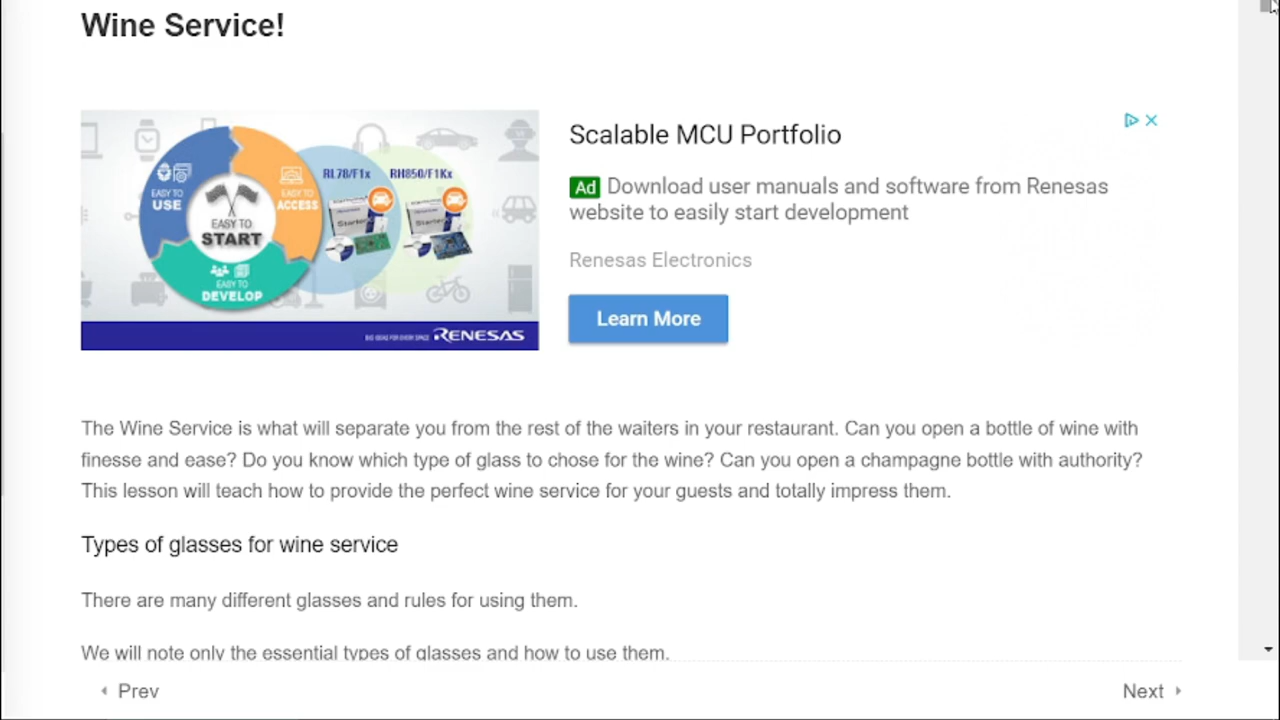 Wine Service!
EASY TO
USE
EASY TO
ACCESS
EASY TO
START
EASY TO
DEVELOP
RL78/F1x
RH850/F1Kx
Starter
Starter
BIG IDEAS FOR EVERY SPACE RENESAS
Scalable MCU Portfolio
Ad Download user manuals and software from Renesas
website to easily start development
Renesas Electronics
Learn More
The Wine Service is what will separate you from the rest of the waiters in your restaurant. Can you open a bottle of wine with
finesse and ease? Do you know which type of glass to chose for the wine? Can you open a champagne bottle with authority?
This lesson will teach how to provide the perfect wine service for your guests and totally impress them.
Types of glasses for wine service
There are many different glasses and rules for using them.
We will note only the essential types of glasses and how to use them.
Prev
Next